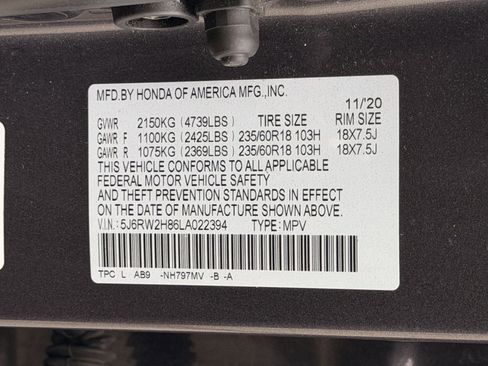 MFD.BY HONDA OF AMERICA MFG.,INC.
11/'20
GVWR 2150KG (4739LBS) TIRE SIZE RIM SIZE
GAWR F 1100KG (2425LBS) 235/60R18 103H 18X7.5J
GAWR R 1075KG (2369LBS) 235/60R18 103H 18X7.5J
THIS VEHICLE CONFORMS TO ALL APPLICABLE
FEDERAL MOTOR VEHICLE SAFETY
AND THEFT PREVENTION STANDARDS IN EFFECT
ON THE DATE OF MANUFACTURE SHOWN ABOVE.
V.I.N.: 5J6RW2H86LA022394 TYPE: MPV
TPC L AB9 -NH797MV -B -A